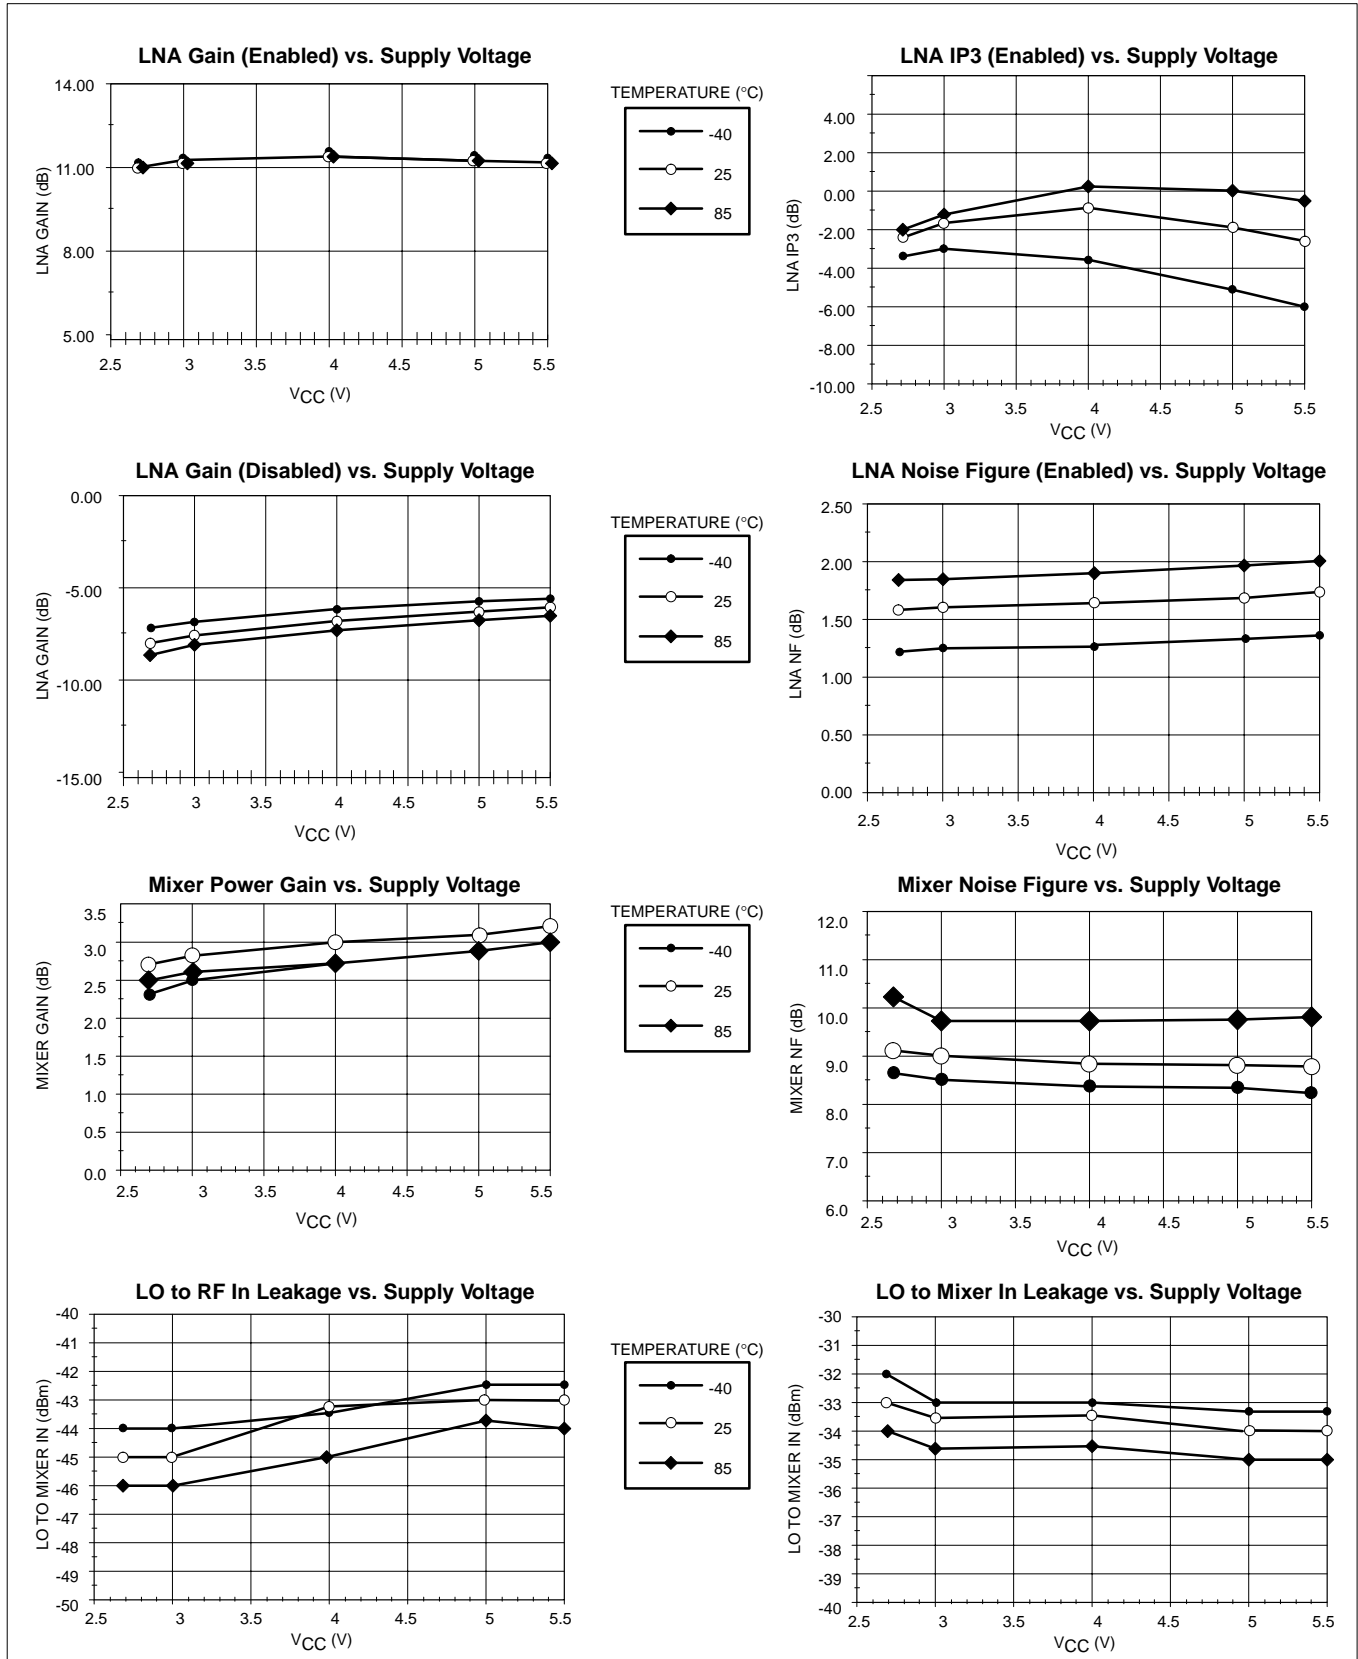 LNA Gain (Enabled) vs. Supply Voltage
14.00
11.00
8.00
5.00
LNA GAIN (dB)
2.5 3 3.5 4 4.5 5 5.5
VCC (V)
TEMPERATURE (°C)
-40
25
85
LNA IP3 (Enabled) vs. Supply Voltage
4.00
2.00
0.00
-2.00
-4.00
-6.00
-8.00
-10.00
LNA IP3 (dB)
2.5 3 4 4.5 5 5.5
VCC (V)
LNA Gain (Disabled) vs. Supply Voltage
0.00
-5.00
-10.00
-15.00
LNA GAIN (dB)
2.5 3 3.5 4 4.5 5 5.5
VCC (V)
TEMPERATURE (°C)
-40
25
85
LNA Noise Figure (Enabled) vs. Supply Voltage
2.50
2.00
1.50
1.00
0.50
0.00
LNA NF (dB)
2.5 3 3.5 4 4.5 5 5.5
VCC (V)
Mixer Power Gain vs. Supply Voltage
3.5
3.0
2.5
2.0
1.5
1.0
0.5
0.0
MIXER GAIN (dB)
2.5 3 3.5 4 4.5 5 5.5
VCC (V)
TEMPERATURE (°C)
-40
25
85
Mixer Noise Figure vs. Supply Voltage
12.0
11.0
10.0
9.0
8.0
7.0
6.0
MIXER NF (dB)
2.5 3 3.5 4 4.5 5 5.5
VCC (V)
LO to RF In Leakage vs. Supply Voltage
-40
-41
-42
-43
-44
-45
-46
-47
-48
-49
-50
LO TO MIXER IN (dBm)
2.5 3 3.5 4 4.5 5 5.5
VCC (V)
TEMPERATURE (°C)
-40
25
85
LO to Mixer In Leakage vs. Supply Voltage
-30
-31
-32
-33
-34
-35
-36
-37
-38
-39
-40
LO TO MIXER IN (dBm)
2.5 3 3.5 4 4.5 5 5.5
VCC (V)